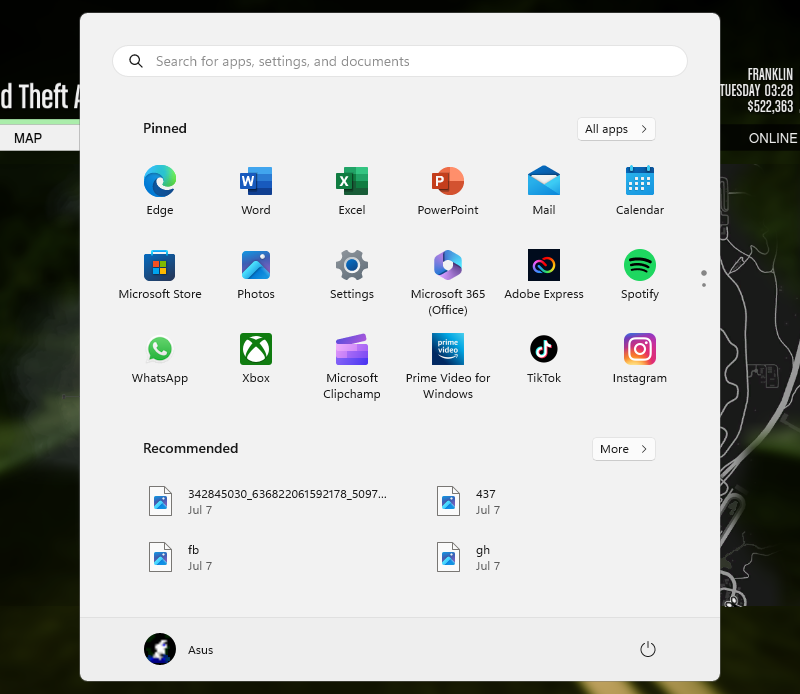 Search for apps, settings, and documents
FRANKLIN
TUESDAY 03:28
$522,363
d Theft A
MAP
ONLINE
Pinned
All apps
Edge
Word
Excel
PowerPoint
Mail
Calendar
Microsoft Store
Photos
Settings
Microsoft 365
(Office)
Adobe Express
Spotify
prime
video
WhatsApp
Xbox
Microsoft
Clipchamp
Prime Video for
Windows
TikTok
Instagram
Recommended
More
342845030_636822061592178_5097...
Jul 7
437
Jul 7
fb
Jul 7
gh
Jul 7
Asus